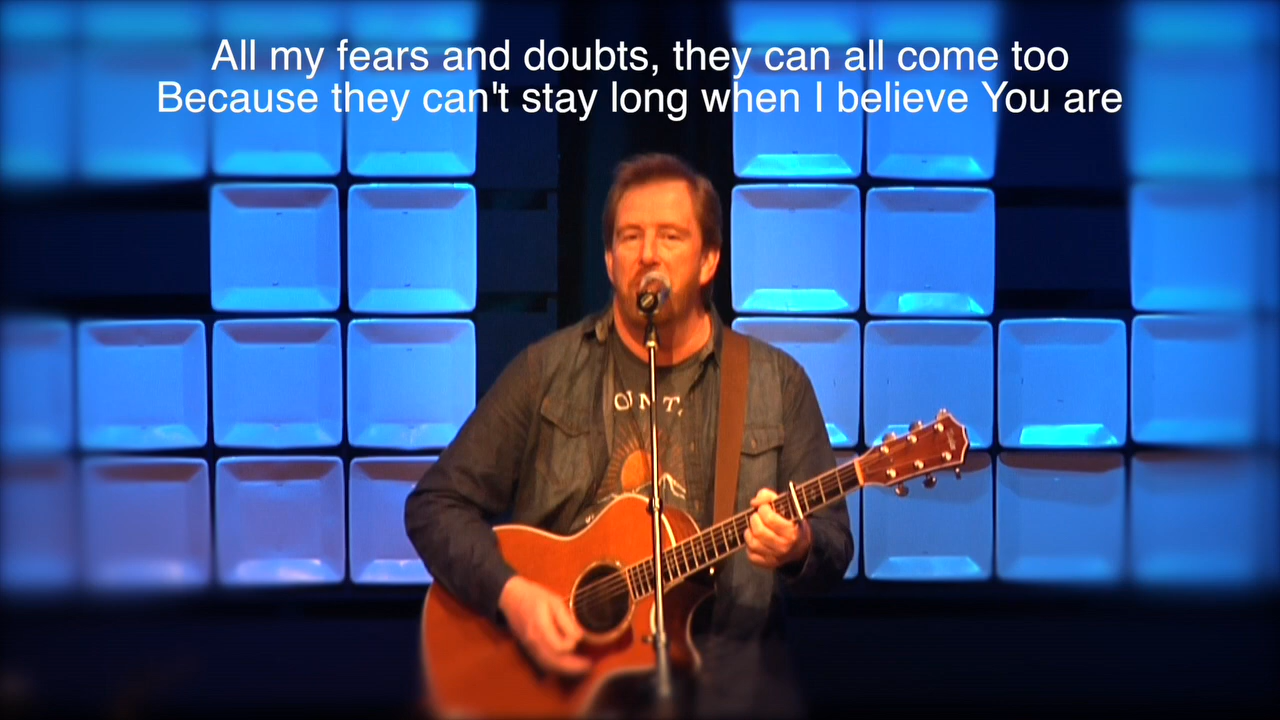 All my fears and doubts, they can all come too
Because they can't stay long when I believe You are